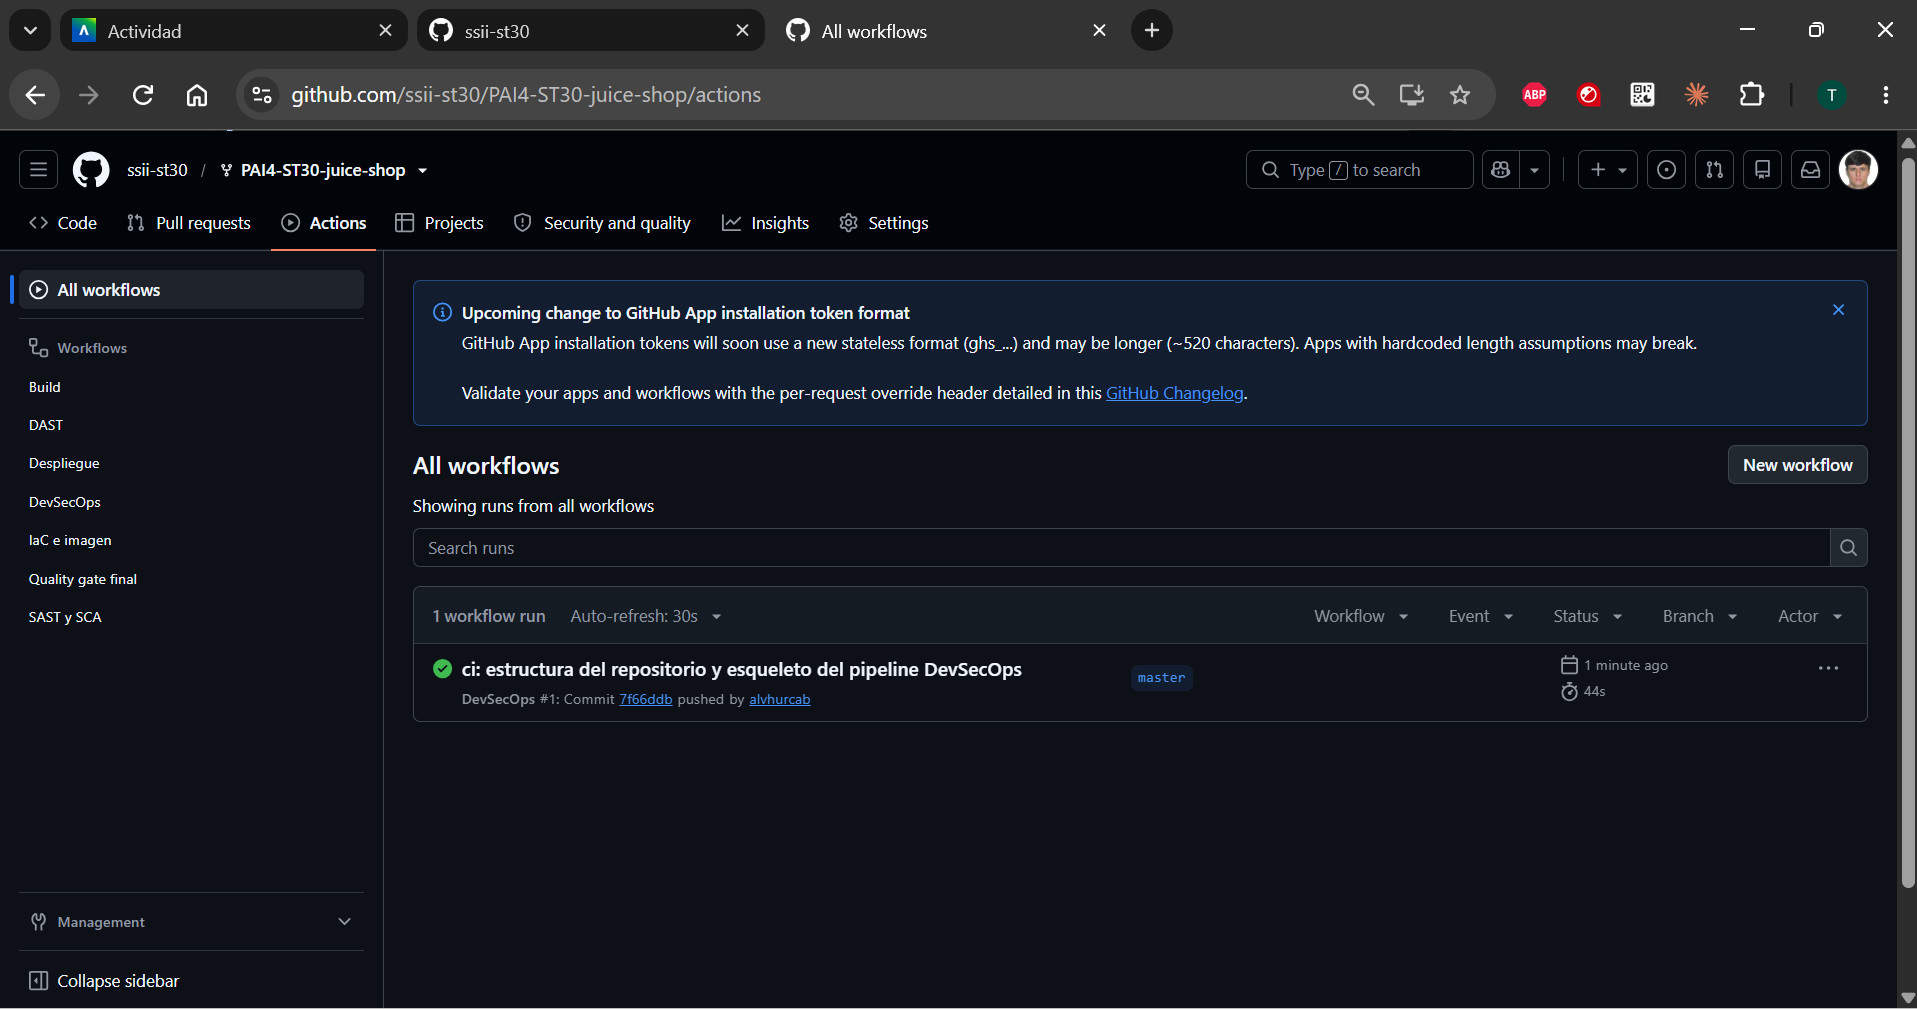 Actividad
ssii-st30
All workflows
github.com/ssii-st30/PAI4-ST30-juice-shop/actions
ABP
T
ssii-st30 / PAI4-ST30-juice-shop
Type / to search
Code
Pull requests
Actions
Projects
Security and quality
Insights
Settings
All workflows
Workflows
Build
DAST
Despliegue
DevSecOps
IaC e imagen
Quality gate final
SAST y SCA
Management
Collapse sidebar
Upcoming change to GitHub App installation token format
GitHub App installation tokens will soon use a new stateless format (ghs_...) and may be longer (~520 characters). Apps with hardcoded length assumptions may break.
Validate your apps and workflows with the per-request override header detailed in this GitHub Changelog.
All workflows
New workflow
Showing runs from all workflows
Search runs
1 workflow run
Auto-refresh: 30s
Workflow
Event
Status
Branch
Actor
ci: estructura del repositorio y esqueleto del pipeline DevSecOps
DevSecOps #1: Commit 7f66ddb pushed by alvhurcab
master
1 minute ago
44s